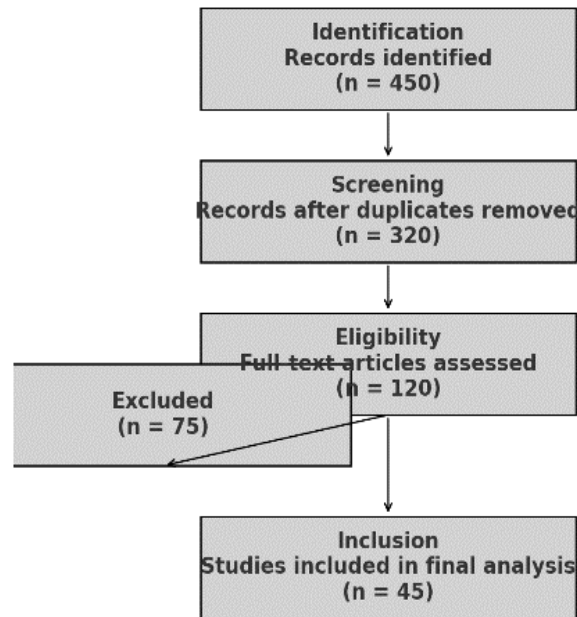 Identification
Records identified
(n = 450)
Screening
Records after duplicates removed
(n = 320)
Eligibility
Full text articles assessed
(n = 120)
Excluded
(n = 75)
Inclusion
Studies included in final analysis
(n = 45)